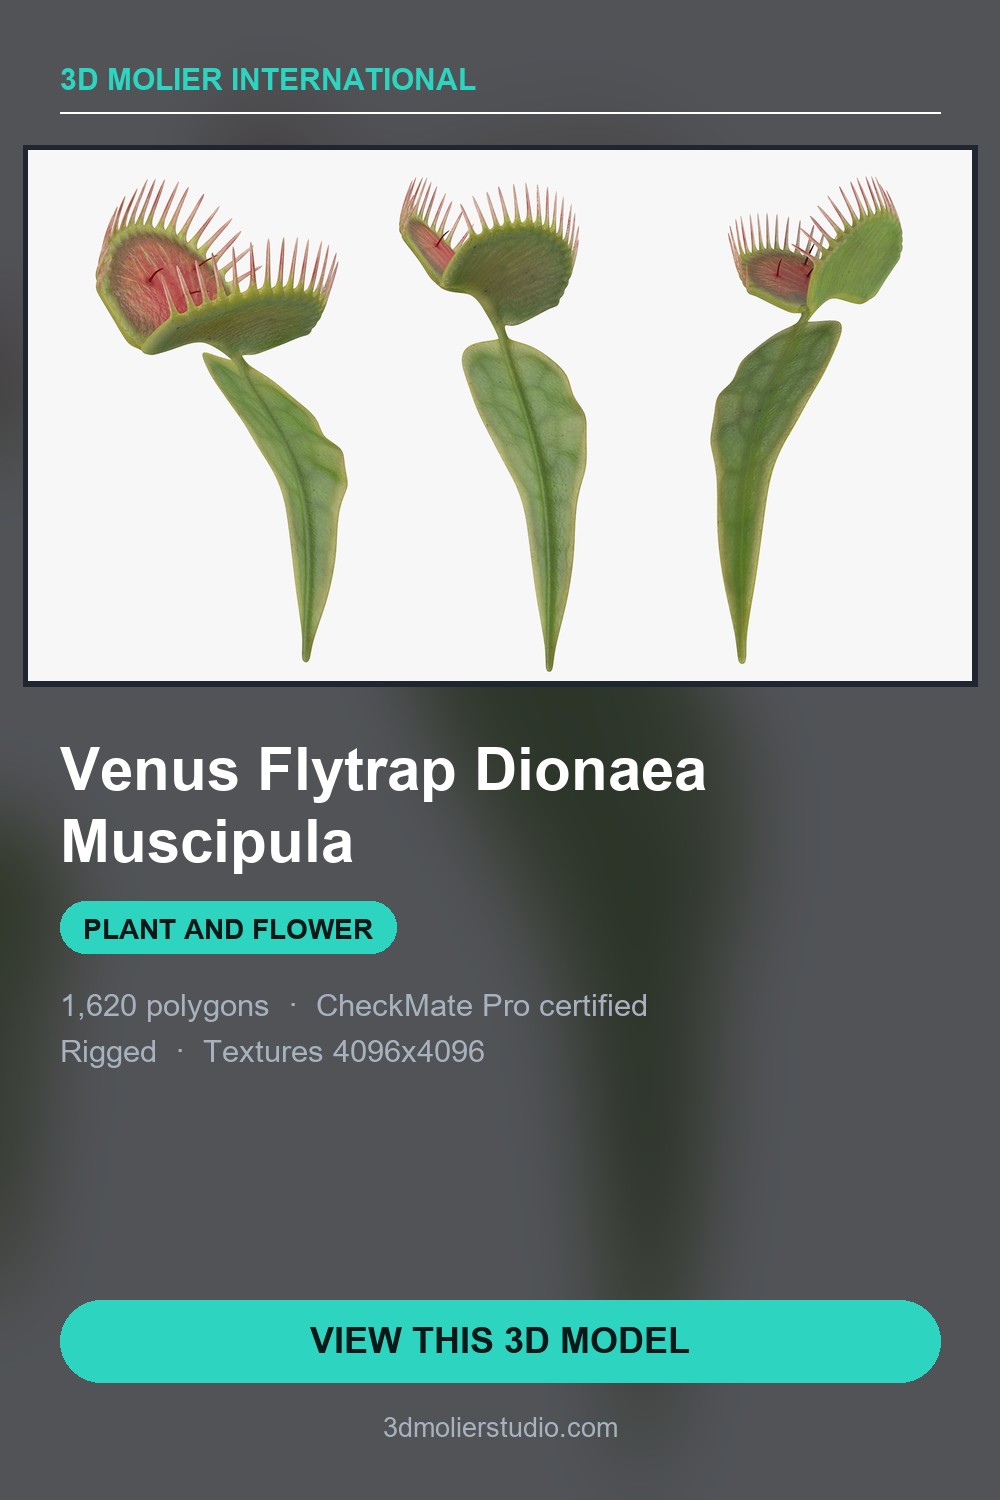 3D MOLIER INTERNATIONAL
Venus Flytrap Dionaea
Muscipula
PLANT AND FLOWER
1,620 polygons · CheckMate Pro certified
Rigged · Textures 4096x4096
VIEW THIS 3D MODEL
3dmolierstudio.com